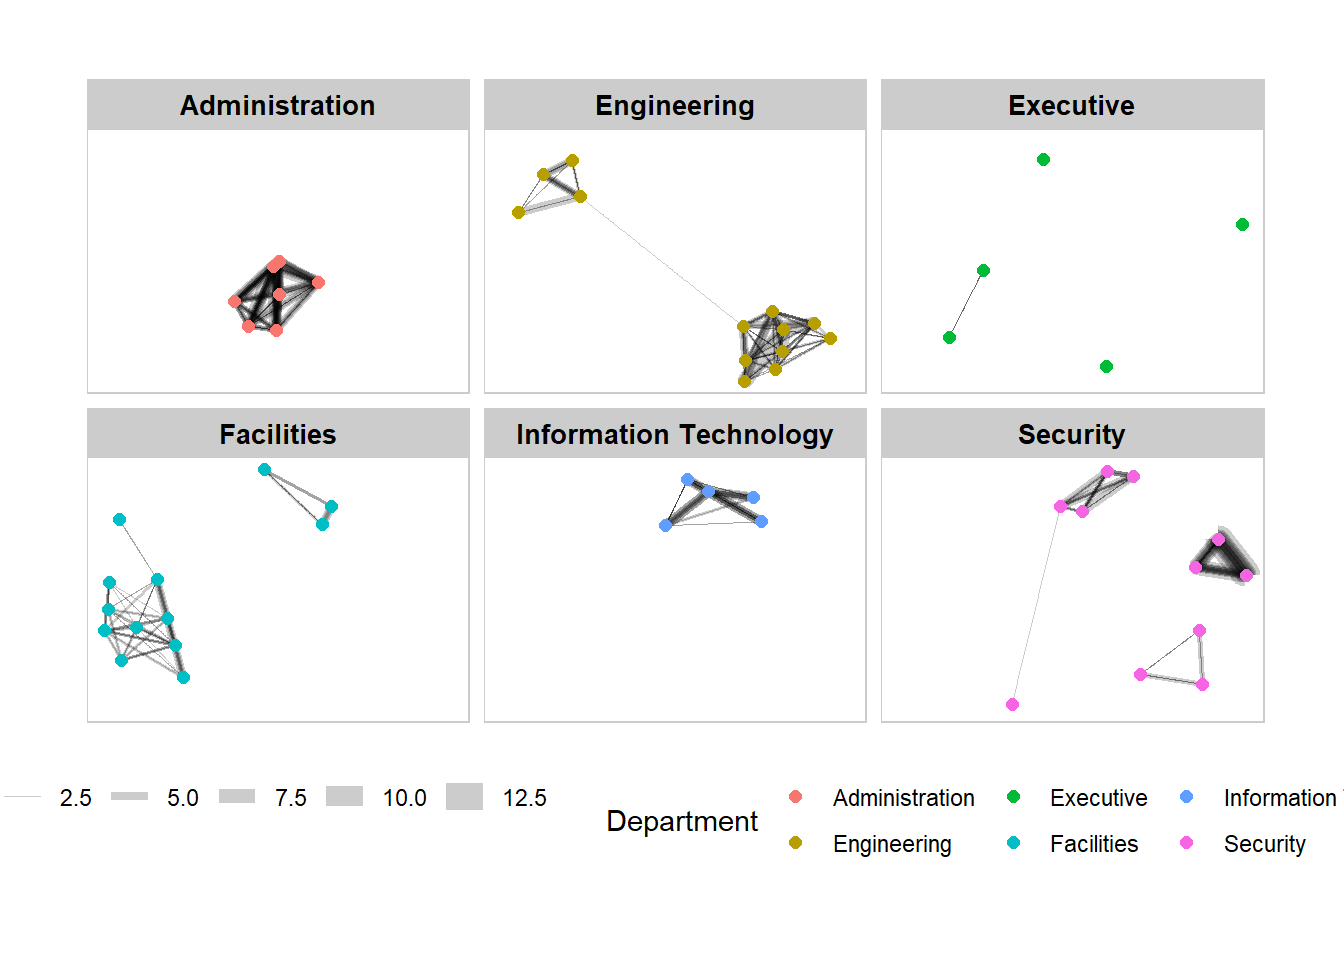 Administration
Engineering
Executive
Facilities
Information Technology
Security
2.5 5.0 7.5 10.0 12.5
Department
Administration Executive Information
Engineering Facilities Security